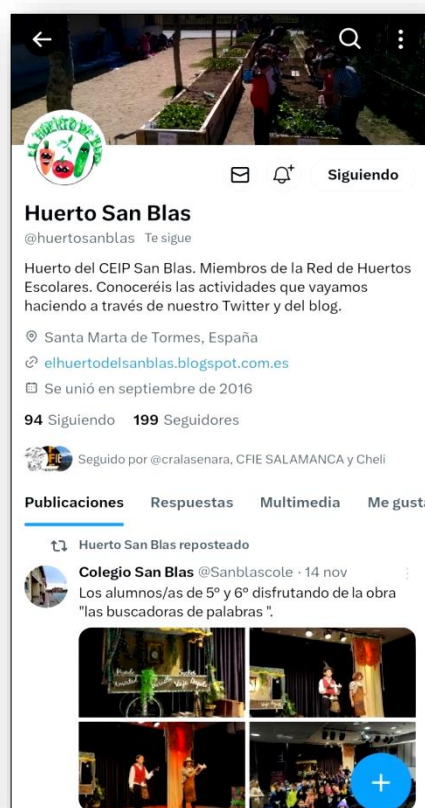 EL HUERTO DE
Siguiendo
Huerto San Blas
@huertosanblas Te sigue
Huerto del CEIP San Blas. Miembros de la Red de Huertos
Escolares. Conoceréis las actividades que vayamos
haciendo a través de nuestro Twitter y del blog.
Santa Marta de Tormes, España
elhuertodelsanblas.blogspot.com.es
Se unió en septiembre de 2016
94 Siguiendo 199 Seguidores
Seguido por @cralasenara, CFIE SALAMANCA y Cheli
Publicaciones Respuestas Multimedia Me gusta
Huerto San Blas reposteado
Colegio San Blas @Sanblascole · 14 nov
Los alumnos/as de 5º y 6º disfrutando de la obra
"las buscadoras de palabras ".